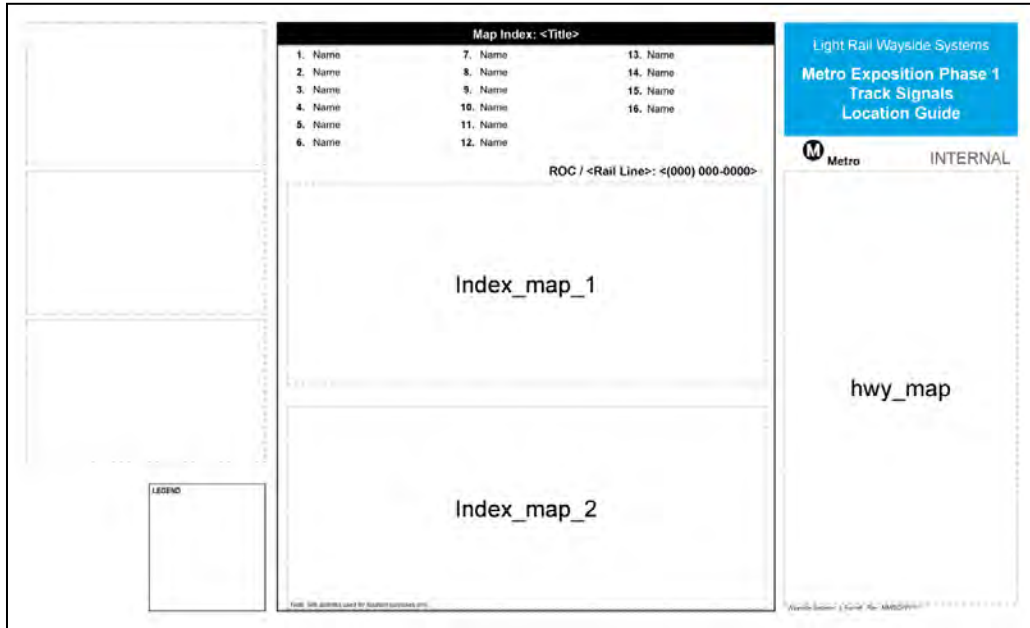 Map Index: <Title>
1. Name
2. Name
3. Name
4. Name
5. Name
6. Name
7. Name
8. Name
9. Name
10. Name
11. Name
12. Name
13. Name
14. Name
15. Name
16. Name
ROC / <Rail Line>: <(000) 000-0000>
Index_map_1
Index_map_2
LEGEND
Light Rail Wayside Systems
Metro Exposition Phase 1
Track Signals
Location Guide
M Metro
INTERNAL
hwy_map